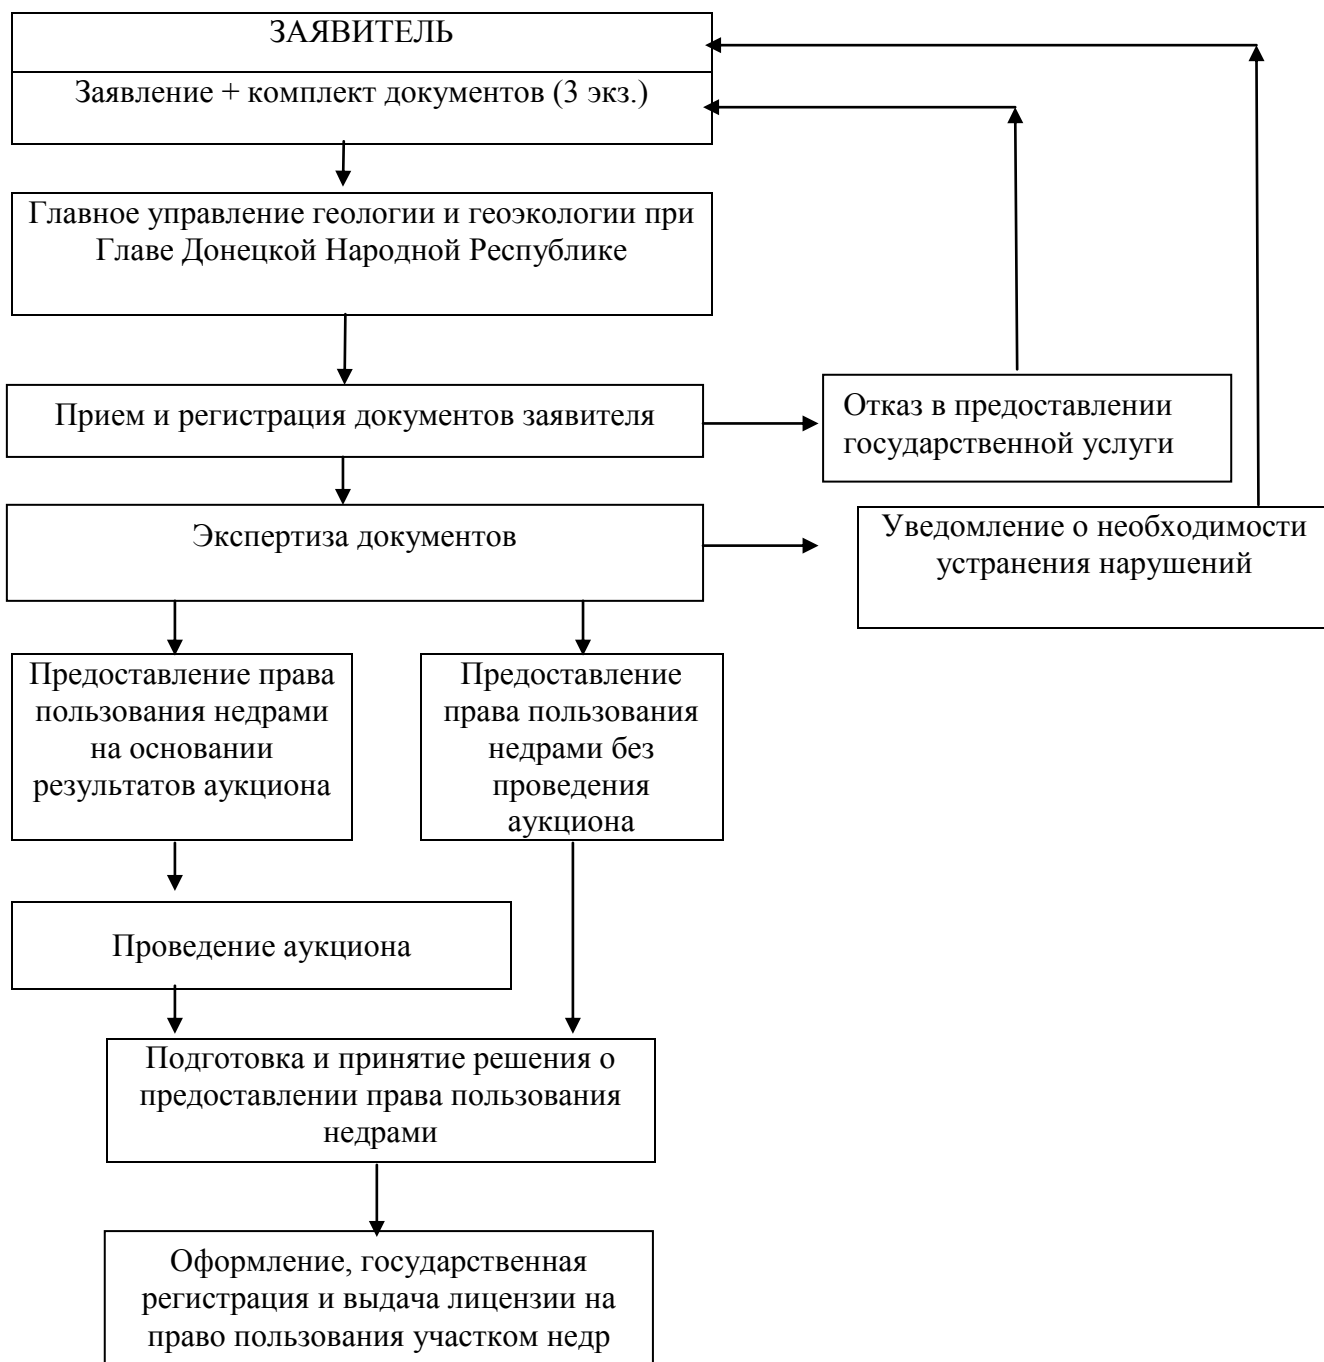 ЗАЯВИТЕЛЬ
Заявление + комплект документов (3 экз.)
Главное управление геологии и геоэкологии при
Главе Донецкой Народной Республике
Прием и регистрация документов заявителя
Отказ в предоставлении
государственной услуги
Экспертиза документов
Уведомление о необходимости
устранения нарушений
Предоставление права
пользования недрами
на основании
результатов аукциона
Предоставление
права пользования
недрами без
проведения
аукциона
Проведение аукциона
Подготовка и принятие решения о
предоставлении права пользования
недрами
Оформление, государственная
регистрация и выдача лицензии на
право пользования участком недр